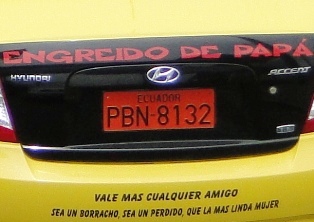 ENGREIDO DE PAPÁ
HYUNDAI ACCENT
ECUADOR
PBN-8132
VALE MAS CUALQUIER AMIGO
SEA UN BORRACHO, SEA UN PERDIDO, QUE LA MAS LINDA MUJER